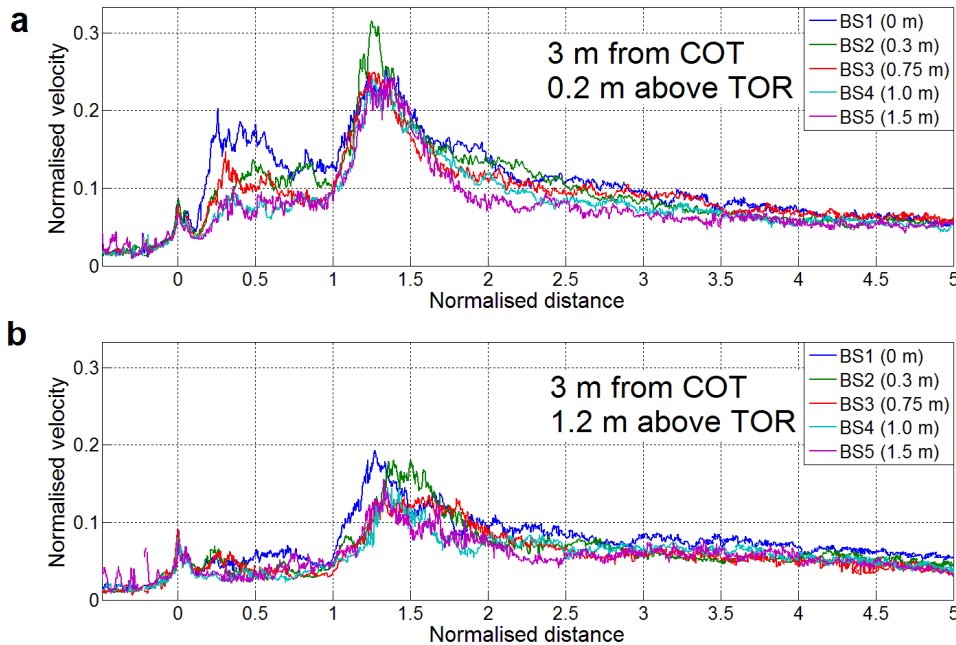 a
Normalised velocity
0.3
0.2
0.1
0
3 m from COT
0.2 m above TOR
BS1 (0 m)
BS2 (0.3 m)
BS3 (0.75 m)
BS4 (1.0 m)
BS5 (1.5 m)
0 0.5 1 1.5 2 2.5 3 3.5 4 4.5 5
Normalised distance
b
Normalised velocity
0.3
0.2
0.1
0
3 m from COT
1.2 m above TOR
BS1 (0 m)
BS2 (0.3 m)
BS3 (0.75 m)
BS4 (1.0 m)
BS5 (1.5 m)
0 0.5 1 1.5 2 2.5 3 3.5 4 4.5 5
Normalised distance